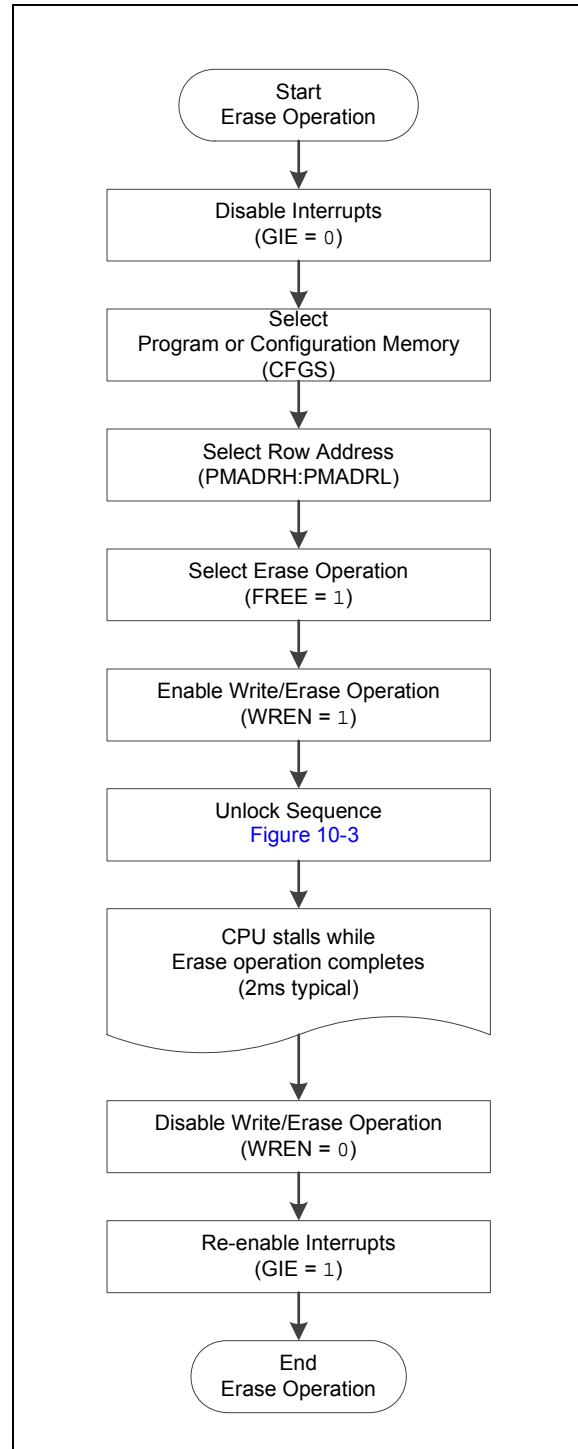 Start
Erase Operation
Disable Interrupts
(GIE = 0)
Select
Program or Configuration Memory
(CFGS)
Select Row Address
(PMADRH:PMADRL)
Select Erase Operation
(FREE = 1)
Enable Write/Erase Operation
(WREN = 1)
Unlock Sequence
Figure 10-3
CPU stalls while
Erase operation completes
(2ms typical)
Disable Write/Erase Operation
(WREN = 0)
Re-enable Interrupts
(GIE = 1)
End
Erase Operation